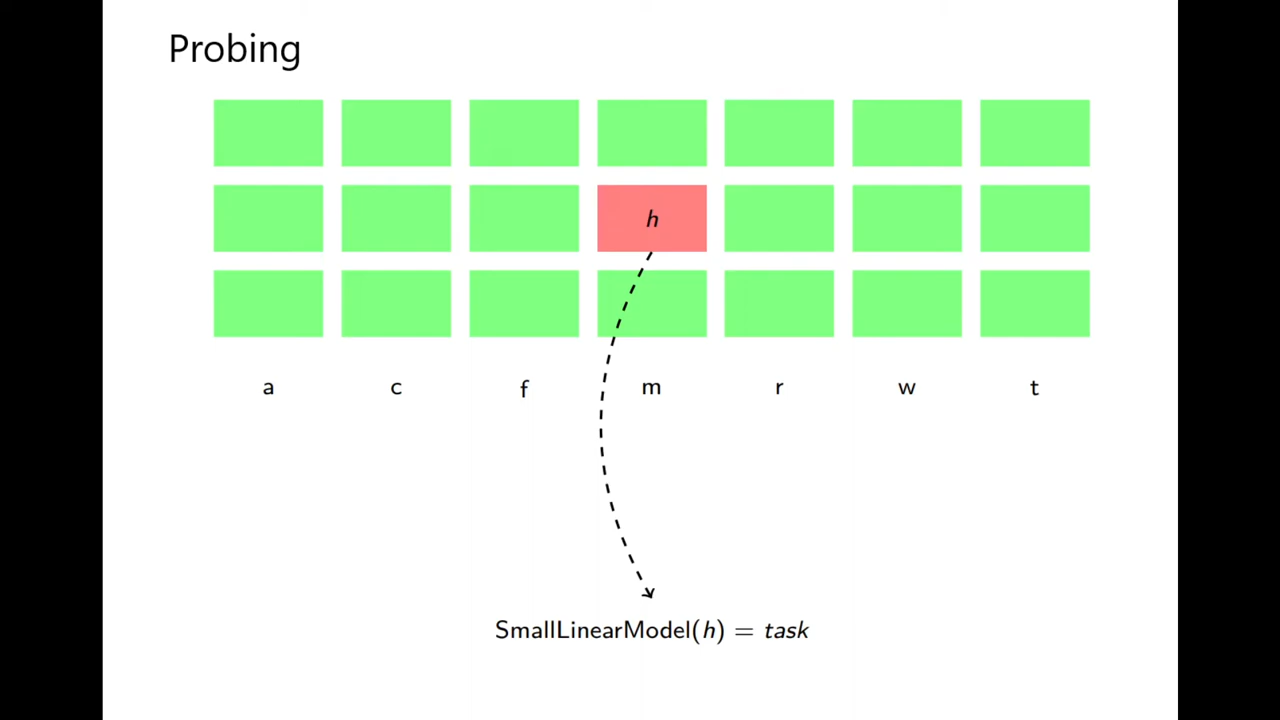 Probing
h
a c f m r w t
SmallLinearModel(h) = task